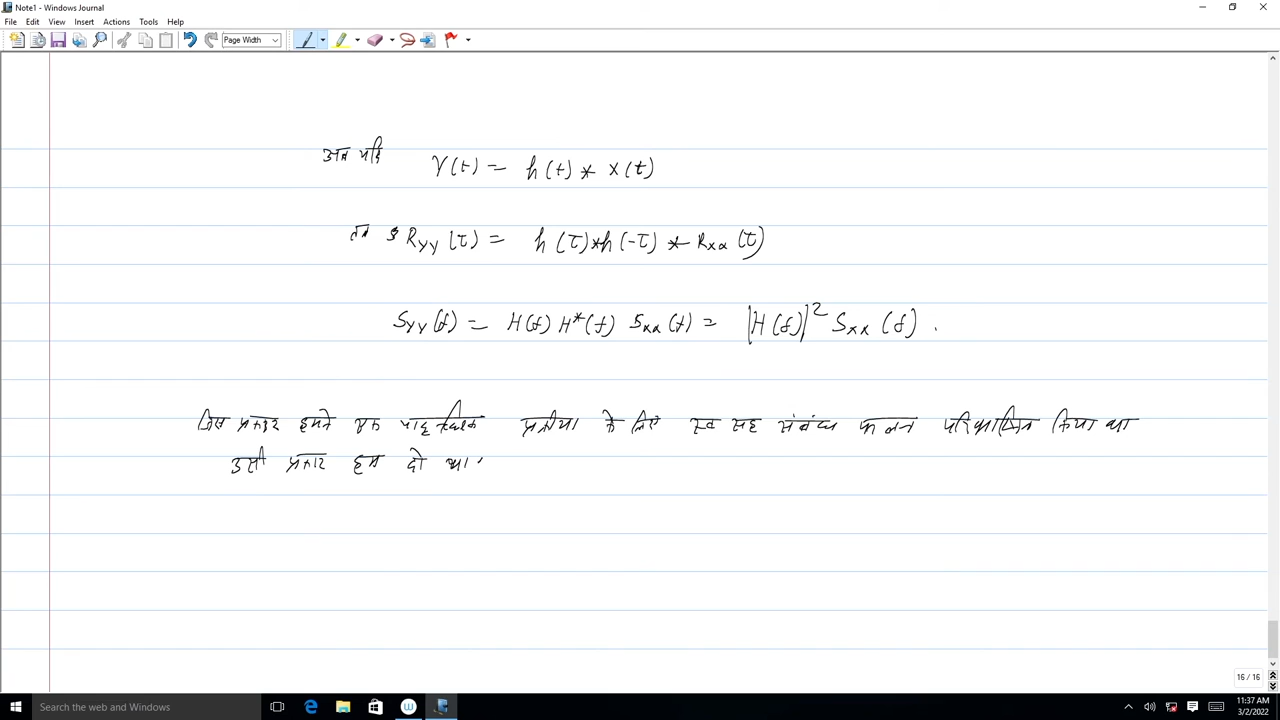 Note1 - Windows Journal
File Edit View Insert Actions Tools Help
Page Width
अब यदि Y(t) = h(t) * x(t)
तब R_YY(τ) = h(τ)*h(-τ) * R_xx(τ)
S_YY(f) = H(f) H*(f) S_xx(f) = |H(f)|² S_xx(f).
जिस प्रकार हमने एक यादृच्छिक प्रक्रिया के लिये स्व सह संबंध फलन परिभाषित किया था
उसी प्रकार हम दो
16 / 16
Search the web and Windows
11:37 AM
3/2/2022